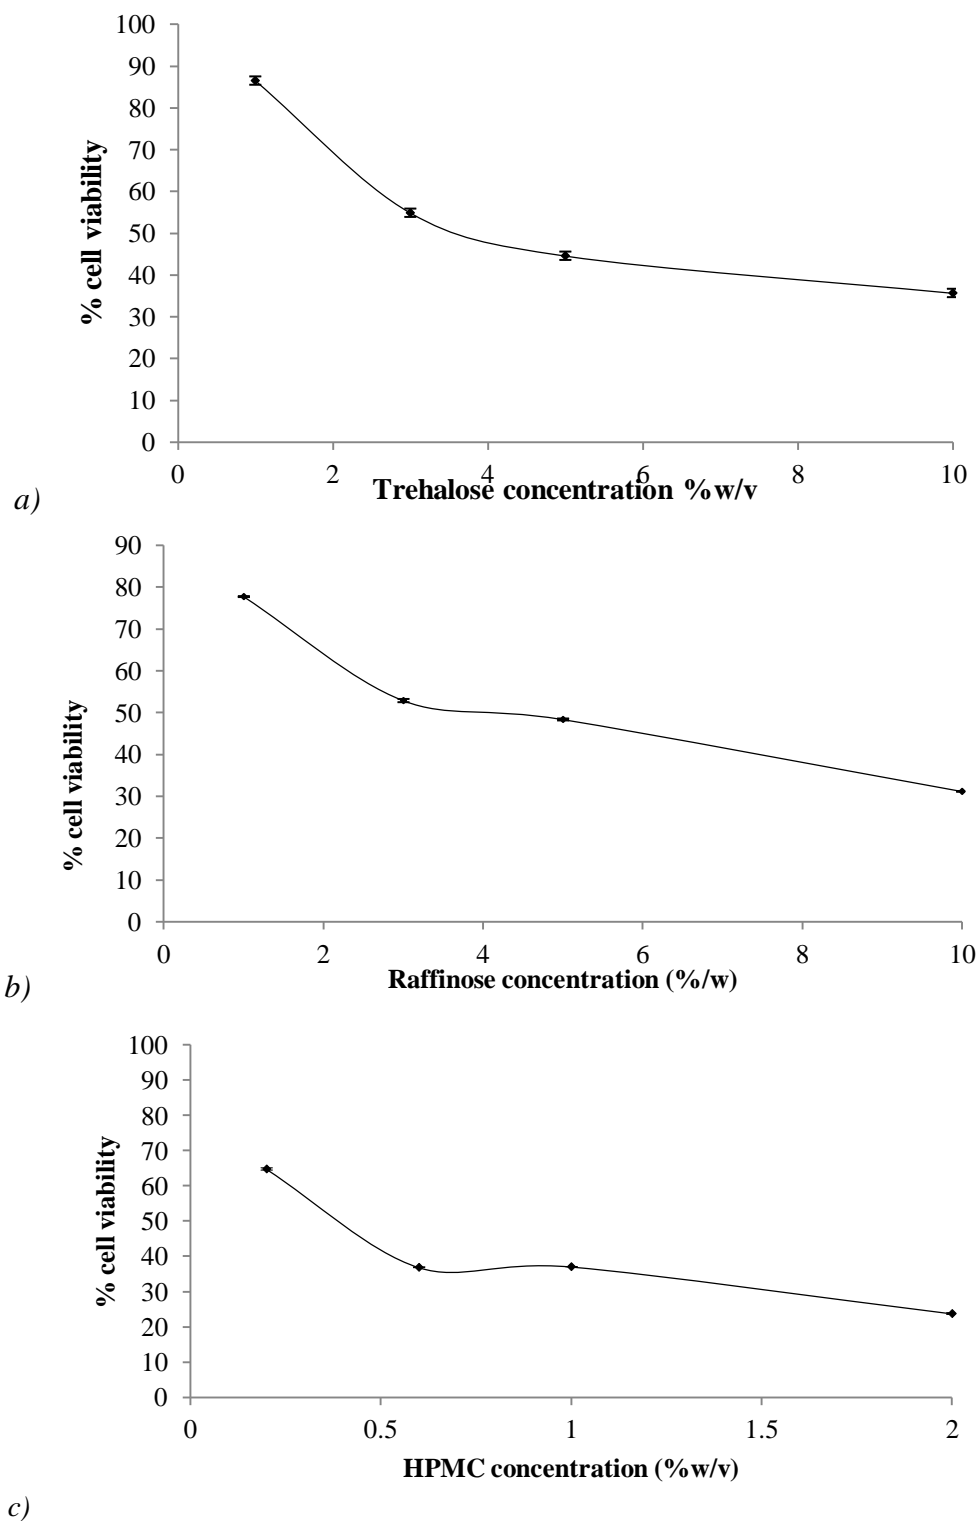 100
90
80
70
60
50
40
30
20
10
0
% cell viability
0 2 4 6 8 10
Trehalose concentration %w/v
a)
90
80
70
60
50
40
30
20
10
0
% cell viability
0 2 4 6 8 10
Raffinose concentration (%/w)
b)
100
90
80
70
60
50
40
30
20
10
0
% cell viability
0 0.5 1 1.5 2
HPMC concentration (%w/v)
c)